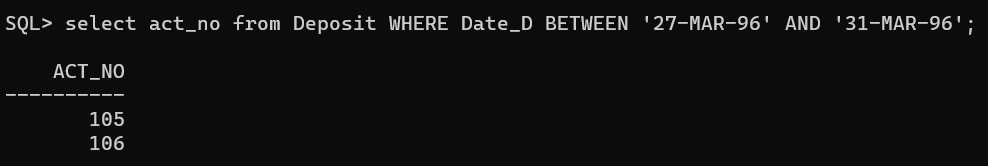 SQL> select act_no from Deposit WHERE Date_D BETWEEN '27-MAR-96' AND '31-MAR-96';
ACT_NO
----------
105
106